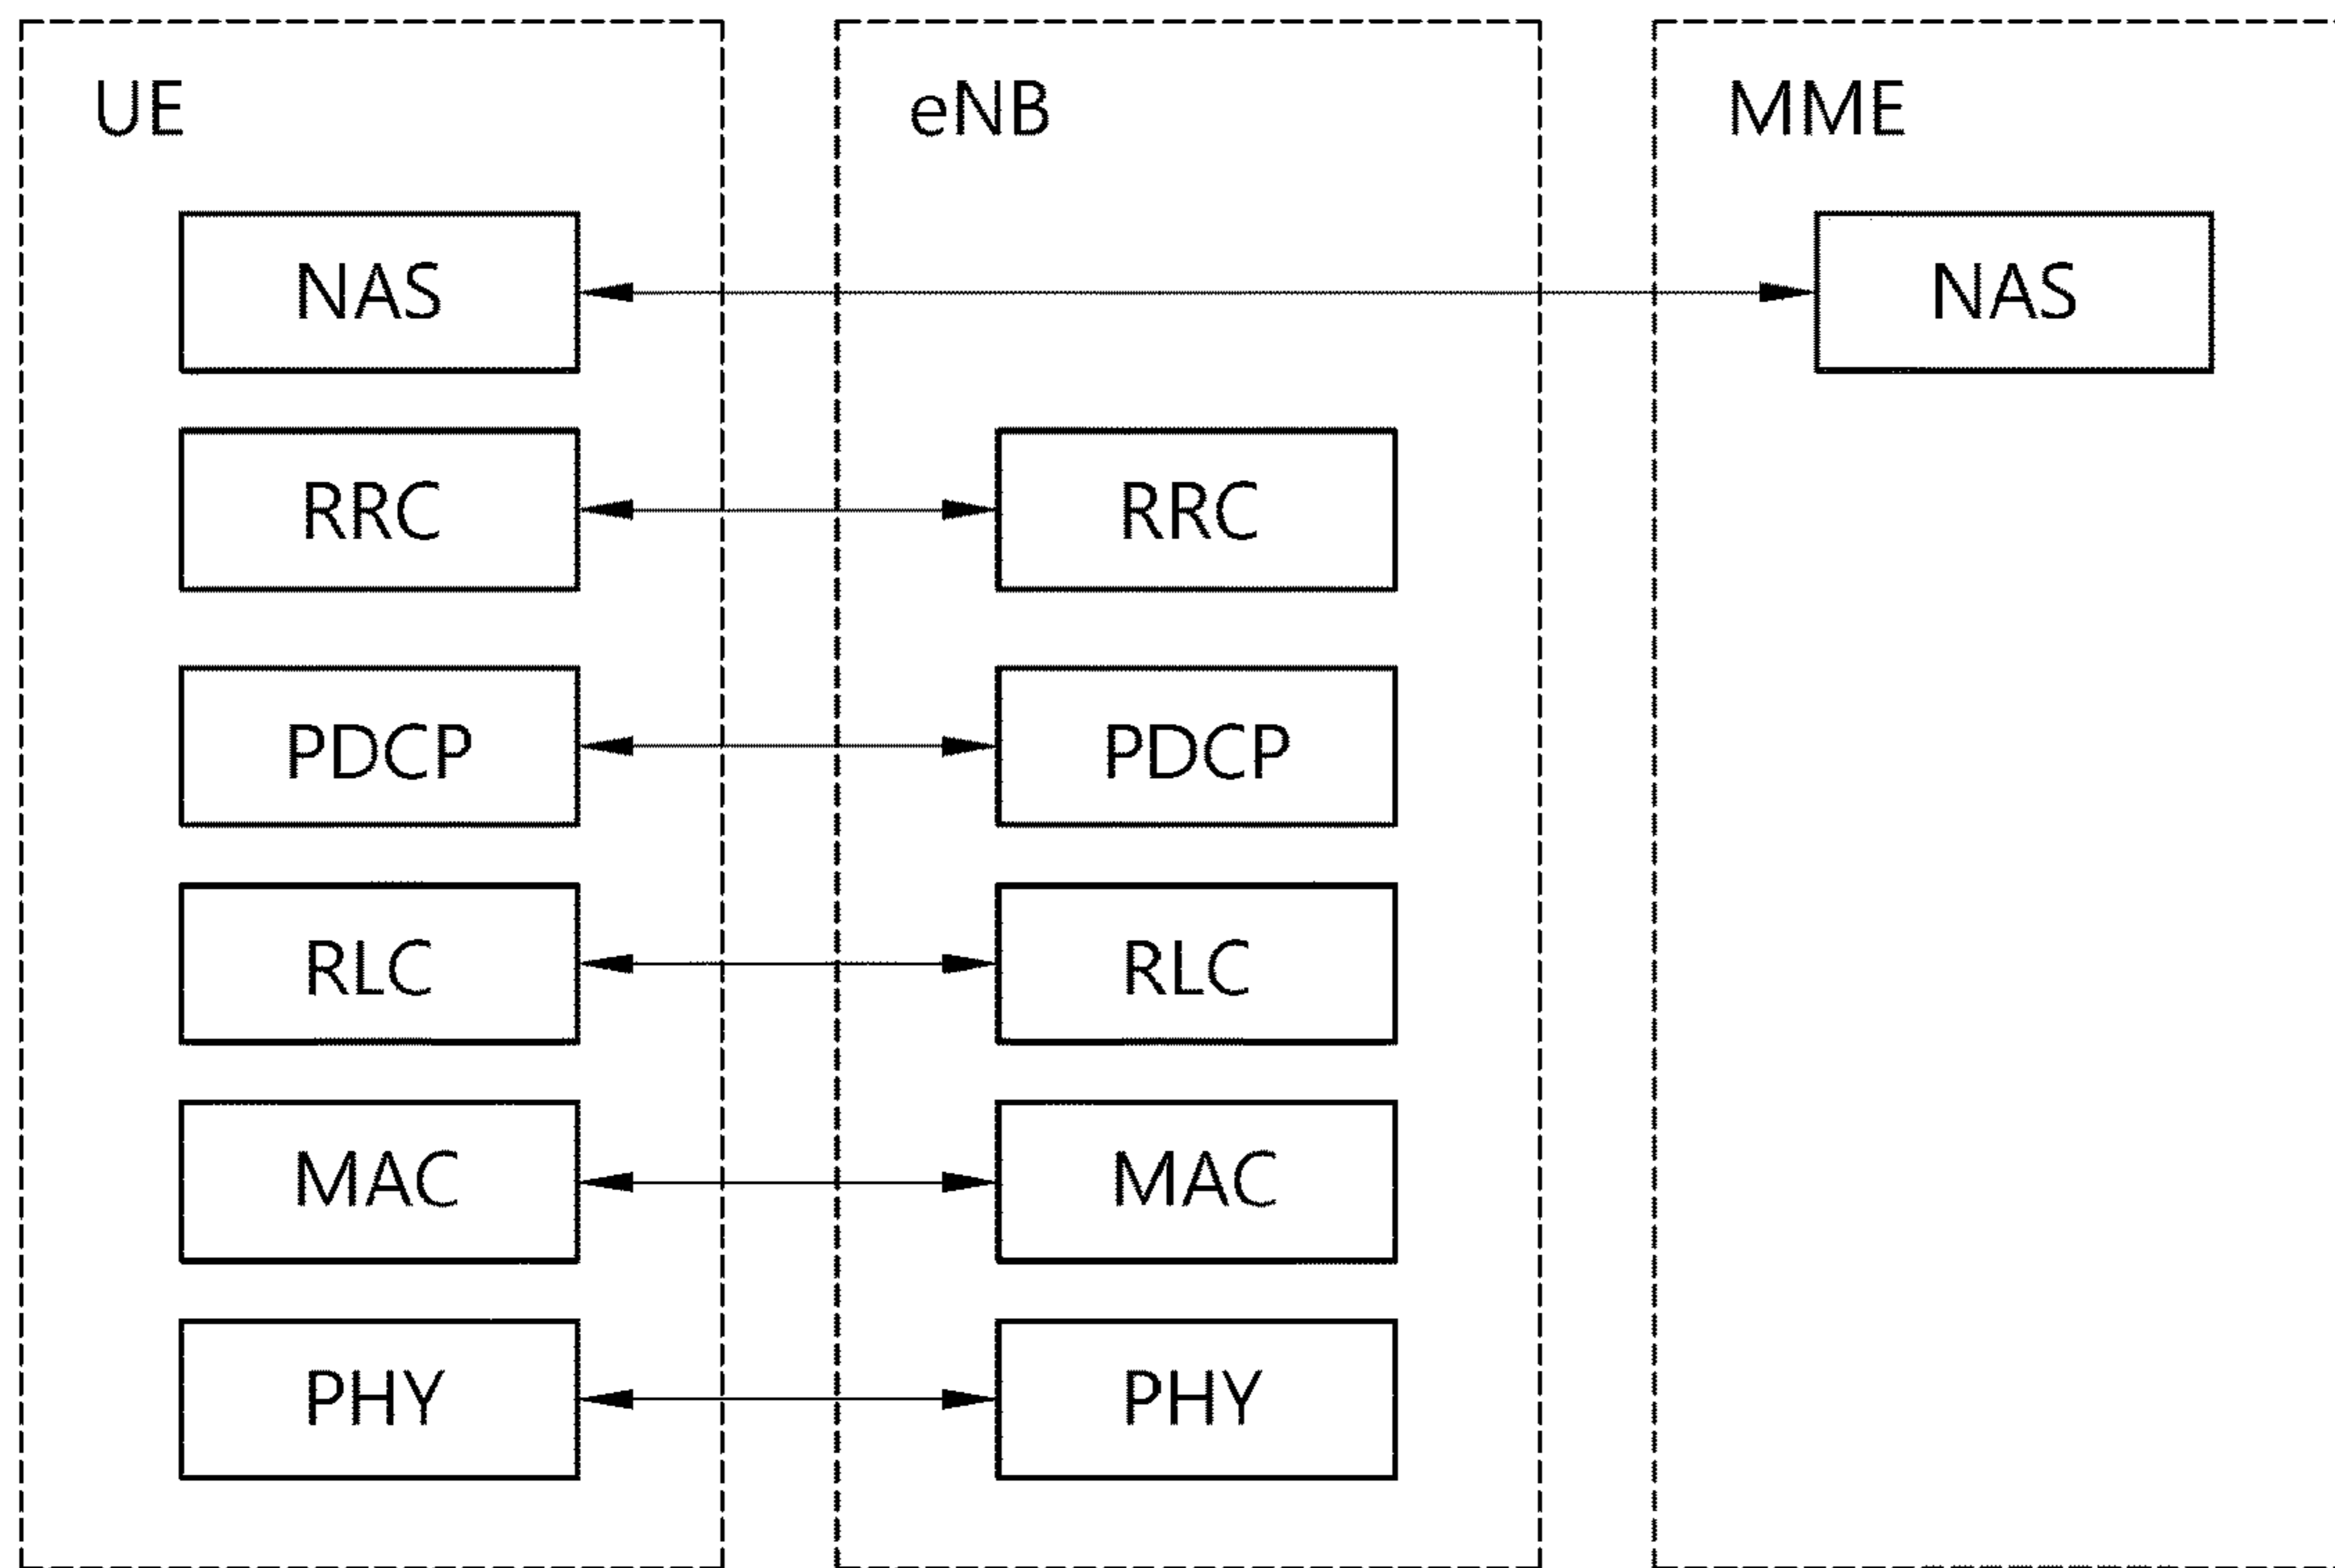 UE eNB MME
NAS NAS
RRC RRC
PDCP PDCP
RLC RLC
MAC MAC
PHY PHY